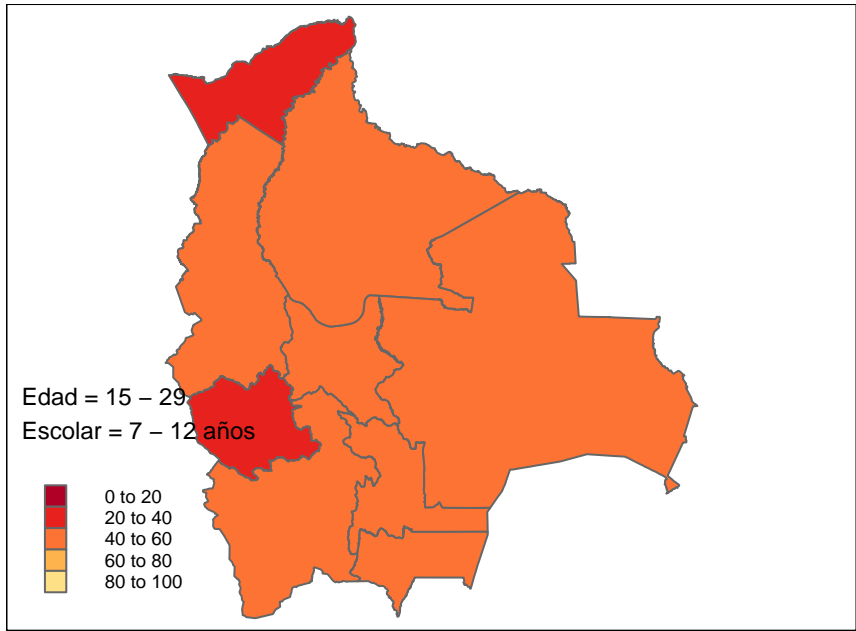 Edad = 15 − 29
Escolar = 7 − 12 años
0 to 20
20 to 40
40 to 60
60 to 80
80 to 100